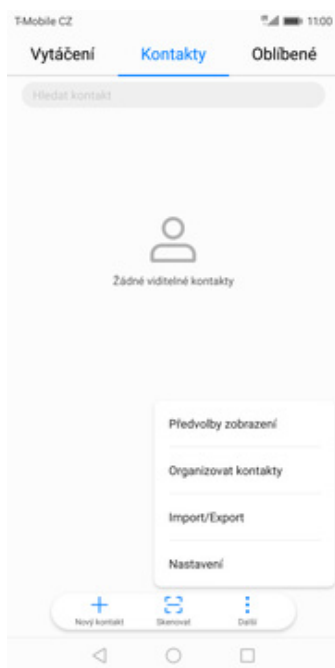 T-Mobile CZ
11:00
Vytáčení
Kontakty
Oblíbené
Hledat kontakt
Žádné viditelné kontakty
Předvolby zobrazení
Organizovat kontakty
Import/Export
Nastavení
Nový kontakt
Skenovat
Další